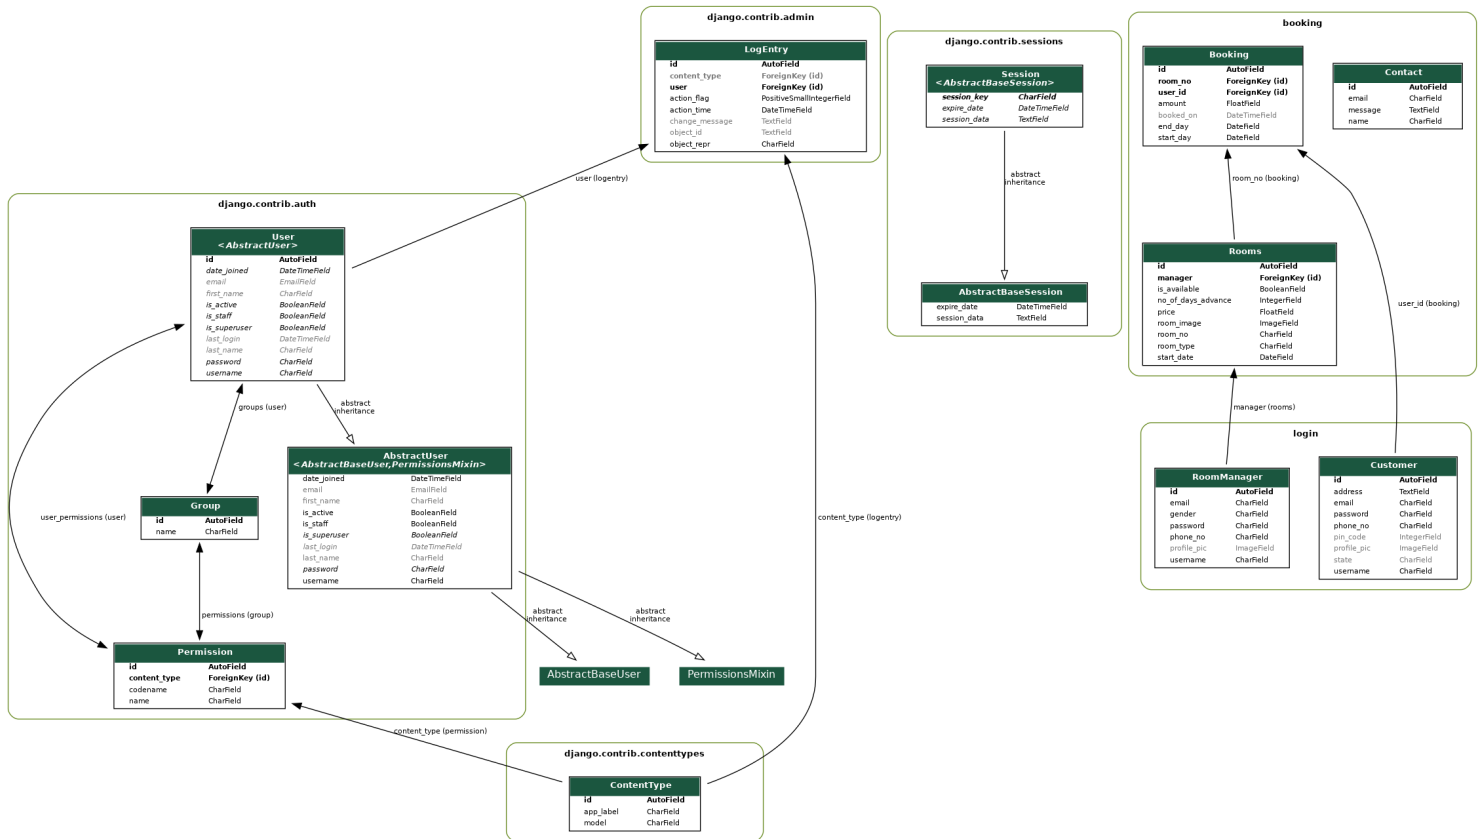 django.contrib.admin
LogEntry
id AutoField
content_type ForeignKey (id)
user ForeignKey (id)
action_flag PositiveSmallIntegerField
action_time DateTimeField
change_message TextField
object_id TextField
object_repr CharField
django.contrib.sessions
Session
<AbstractBaseSession>
session_key CharField
expire_date DateTimeField
session_data TextField
abstract
inheritance
AbstractBaseSession
expire_date DateTimeField
session_data TextField
booking
Booking
id AutoField
room_no ForeignKey (id)
user_id ForeignKey (id)
amount FloatField
booked_on DateTimeField
end_day DateField
start_day DateField
Contact
id AutoField
email CharField
message TextField
name CharField
room_no (booking)
user_id (booking)
Rooms
id AutoField
manager ForeignKey (id)
is_available BooleanField
no_of_days_advance IntegerField
price FloatField
room_image ImageField
room_no CharField
room_type CharField
start_date DateField
manager (rooms)
login
RoomManager
id AutoField
email CharField
gender CharField
password CharField
phone_no CharField
profile_pic ImageField
username CharField
Customer
id AutoField
address TextField
email CharField
password CharField
phone_no CharField
pin_code IntegerField
profile_pic ImageField
state CharField
username CharField
user (logentry)
django.contrib.auth
User
<AbstractUser>
id AutoField
date_joined DateTimeField
email EmailField
first_name CharField
is_active BooleanField
is_staff BooleanField
is_superuser BooleanField
last_login DateTimeField
last_name CharField
password CharField
username CharField
groups (user)
abstract
inheritance
AbstractUser
<AbstractBaseUser,PermissionsMixin>
date_joined DateTimeField
email EmailField
first_name CharField
is_active BooleanField
is_staff BooleanField
is_superuser BooleanField
last_login DateTimeField
last_name CharField
password CharField
username CharField
Group
id AutoField
name CharField
user_permissions (user)
content_type (logentry)
permissions (group)
abstract
inheritance
abstract
inheritance
Permission
id AutoField
content_type ForeignKey (id)
codename CharField
name CharField
AbstractBaseUser
PermissionsMixin
content_type (permission)
django.contrib.contenttypes
ContentType
id AutoField
app_label CharField
model CharField